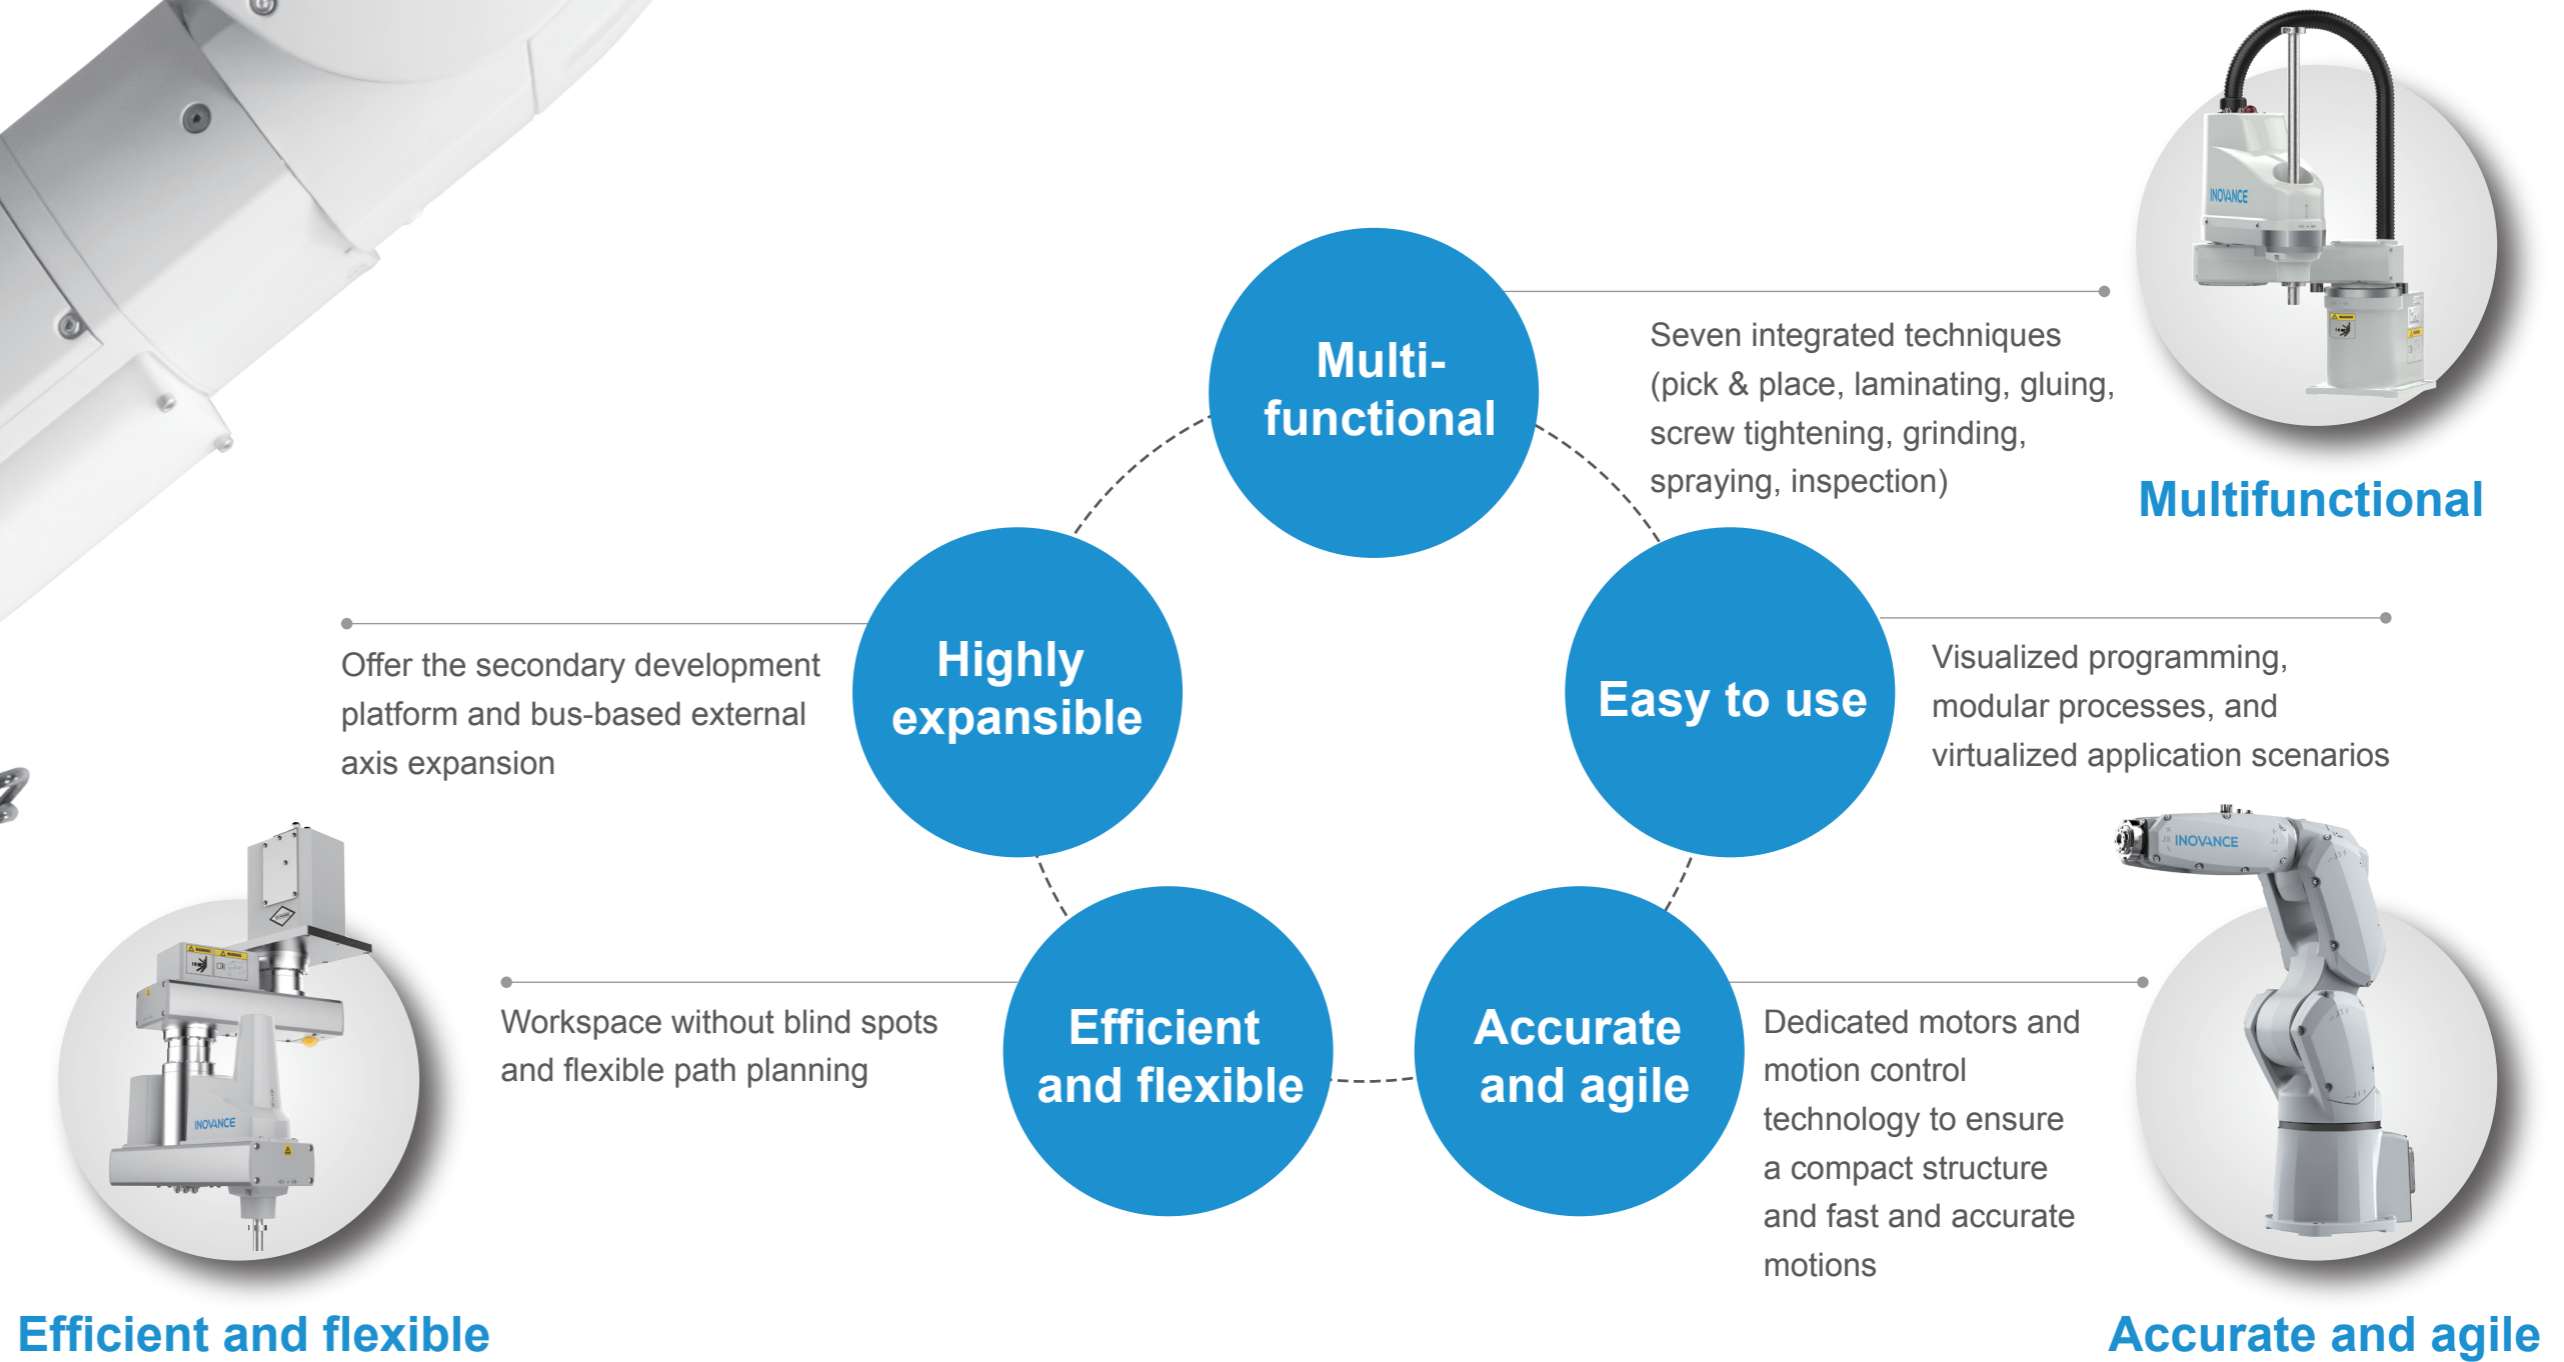 INOVANCE
WARNING
Multifunctional
Multi-
functional
Seven integrated techniques
(pick & place, laminating, gluing,
screw tightening, grinding,
spraying, inspection)
Highly
expansible
Offer the secondary development
platform and bus-based external
axis expansion
Easy to use
Visualized programming,
modular processes, and
virtualized application scenarios
WARNING
WARNING
INOVANCE
Efficient and flexible
Efficient
and flexible
Workspace without blind spots
and flexible path planning
Accurate
and agile
Dedicated motors and
motion control
technology to ensure
a compact structure
and fast and accurate
motions
INOVANCE
Accurate and agile